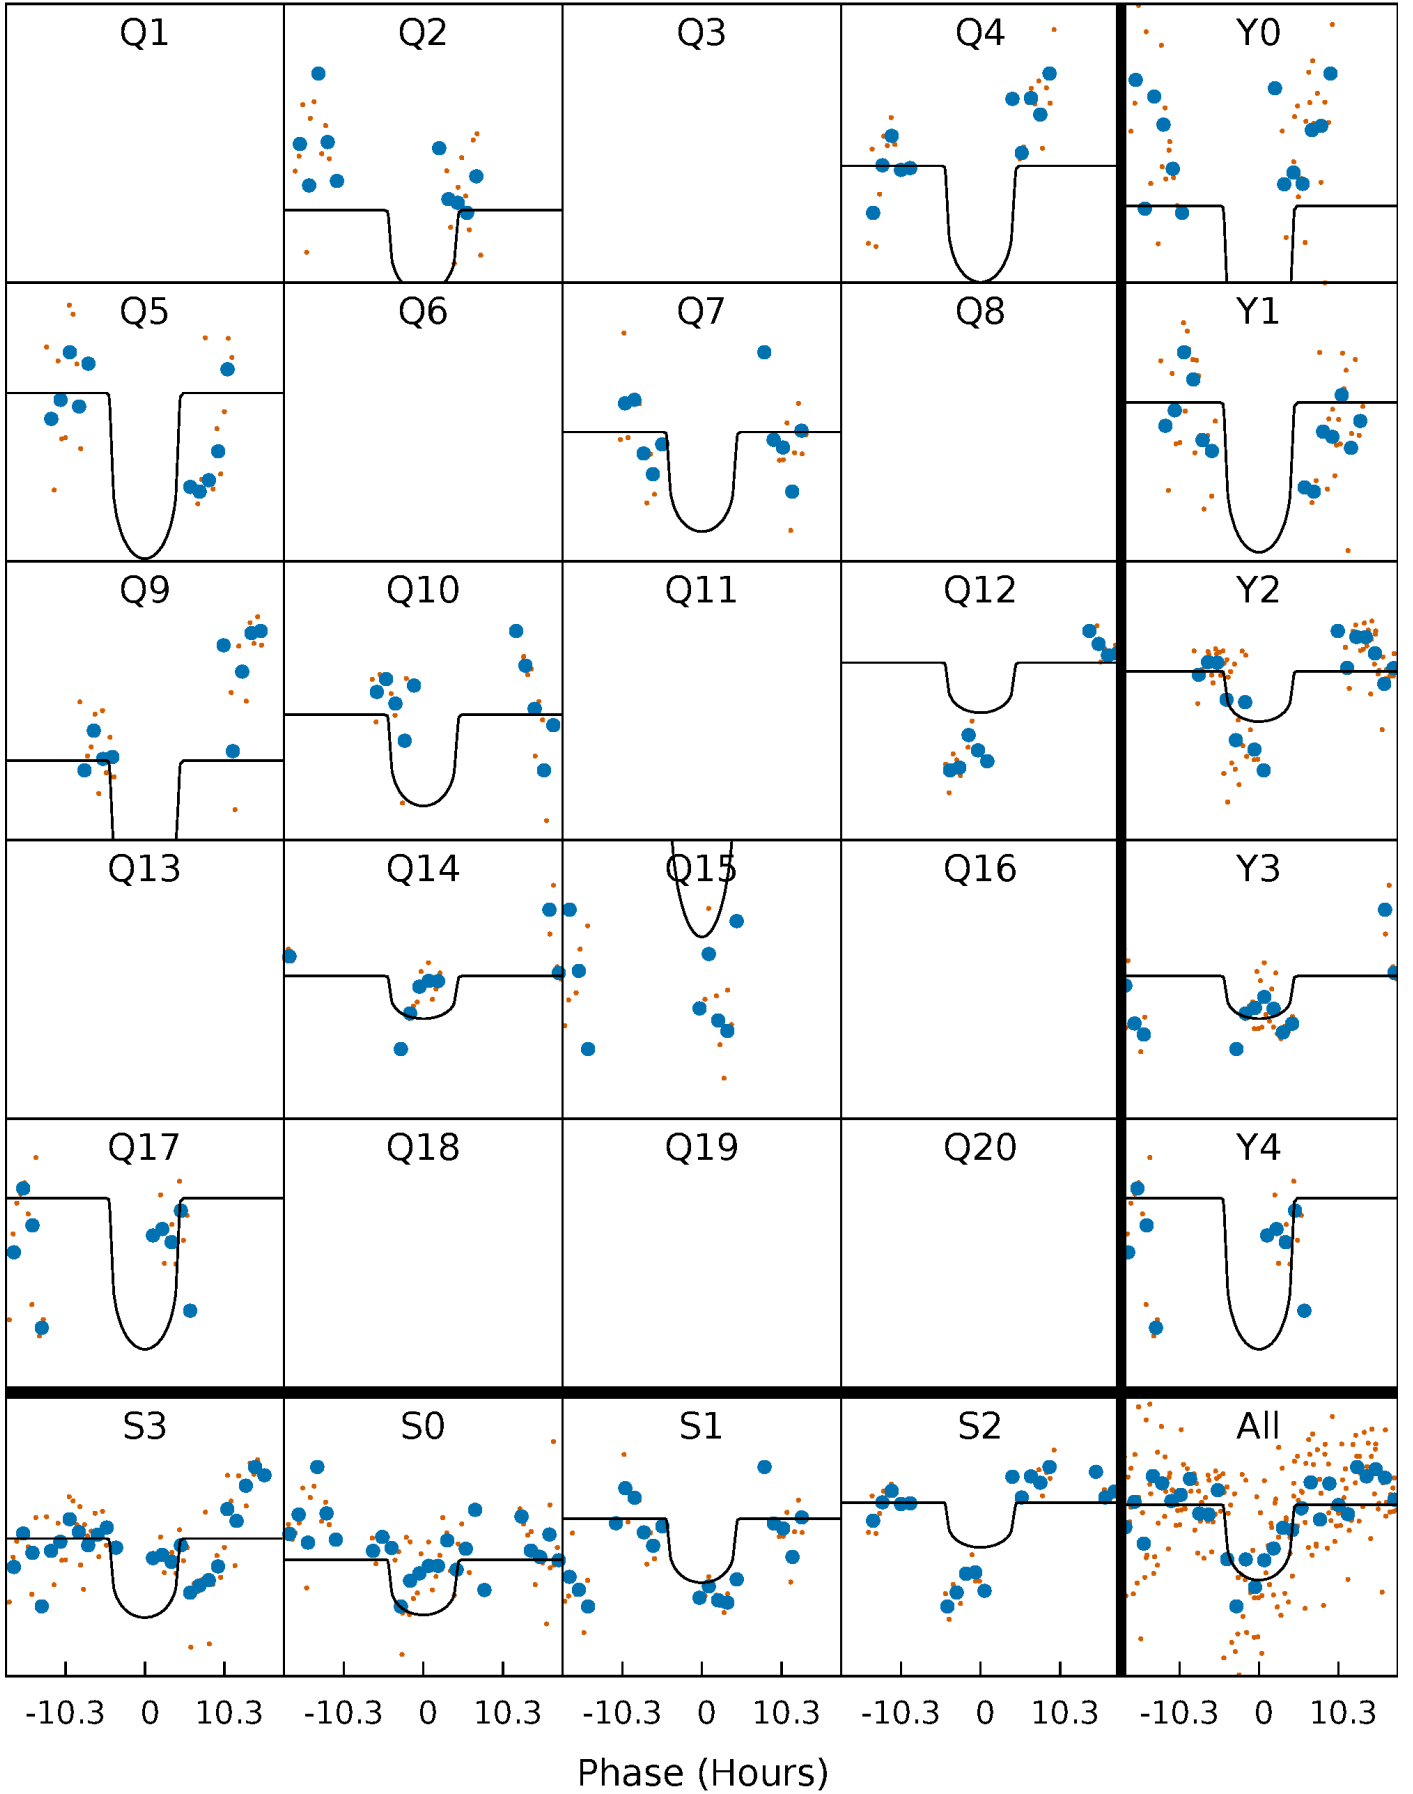 Q1 Q2 Q3 Q4 Y0
Q5 Q6 Q7 Q8 Y1
Q9 Q10 Q11 Q12 Y2
Q13 Q14 Q15 Q16 Y3
Q17 Q18 Q19 Q20 Y4
S3 S0 S1 S2 All
-10.3 0 10.3 -10.3 0 10.3 -10.3 0 10.3 -10.3 0 10.3 -10.3 0 10.3
Phase (Hours)